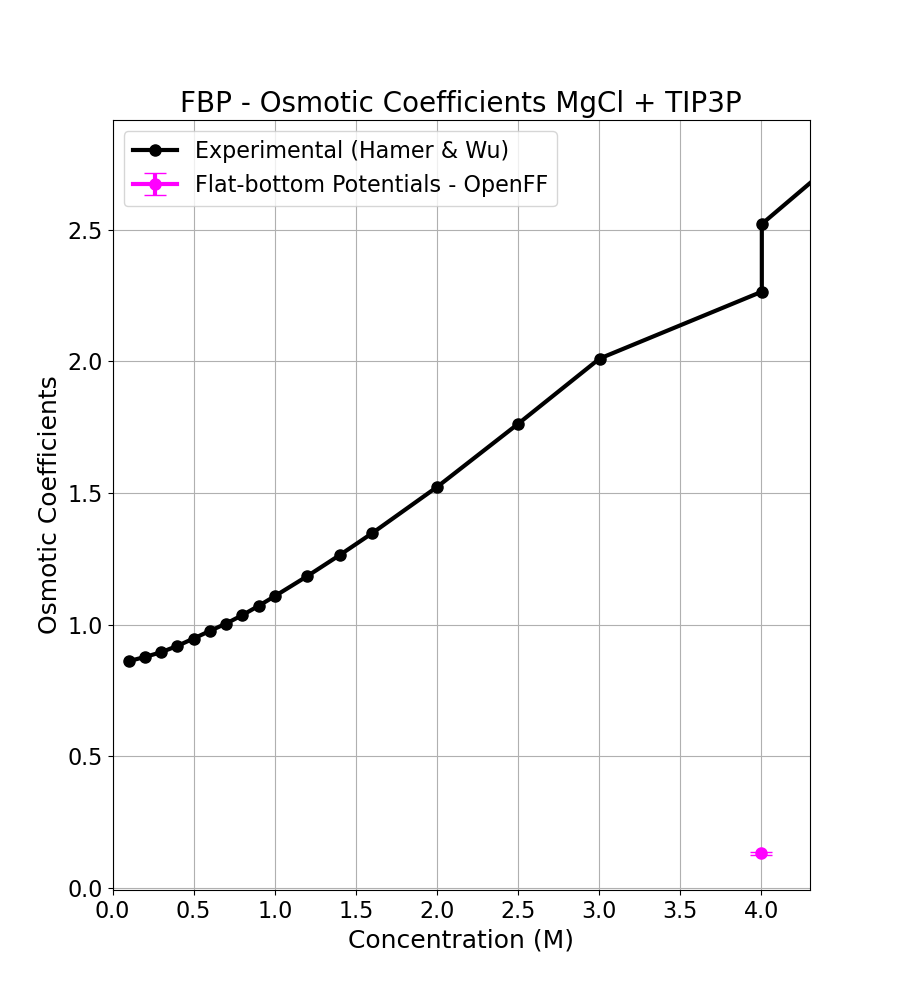 FBP - Osmotic Coefficients MgCl + TIP3P
Experimental (Hamer & Wu)
Flat-bottom Potentials - OpenFF
Osmotic Coefficients
2.5
2.0
1.5
1.0
0.5
0.0
0.0 0.5 1.0 1.5 2.0 2.5 3.0 3.5 4.0
Concentration (M)